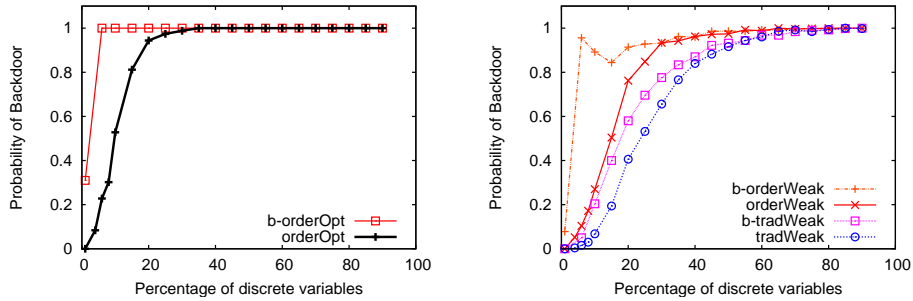 Probability of Backdoor
1
0.8
0.6
0.4
0.2
0
b-orderOpt
orderOpt
0 20 40 60 80 100
Percentage of discrete variables
Probability of Backdoor
1
0.8
0.6
0.4
0.2
0
b-orderWeak
orderWeak
b-tradWeak
tradWeak
0 20 40 60 80 100
Percentage of discrete variables